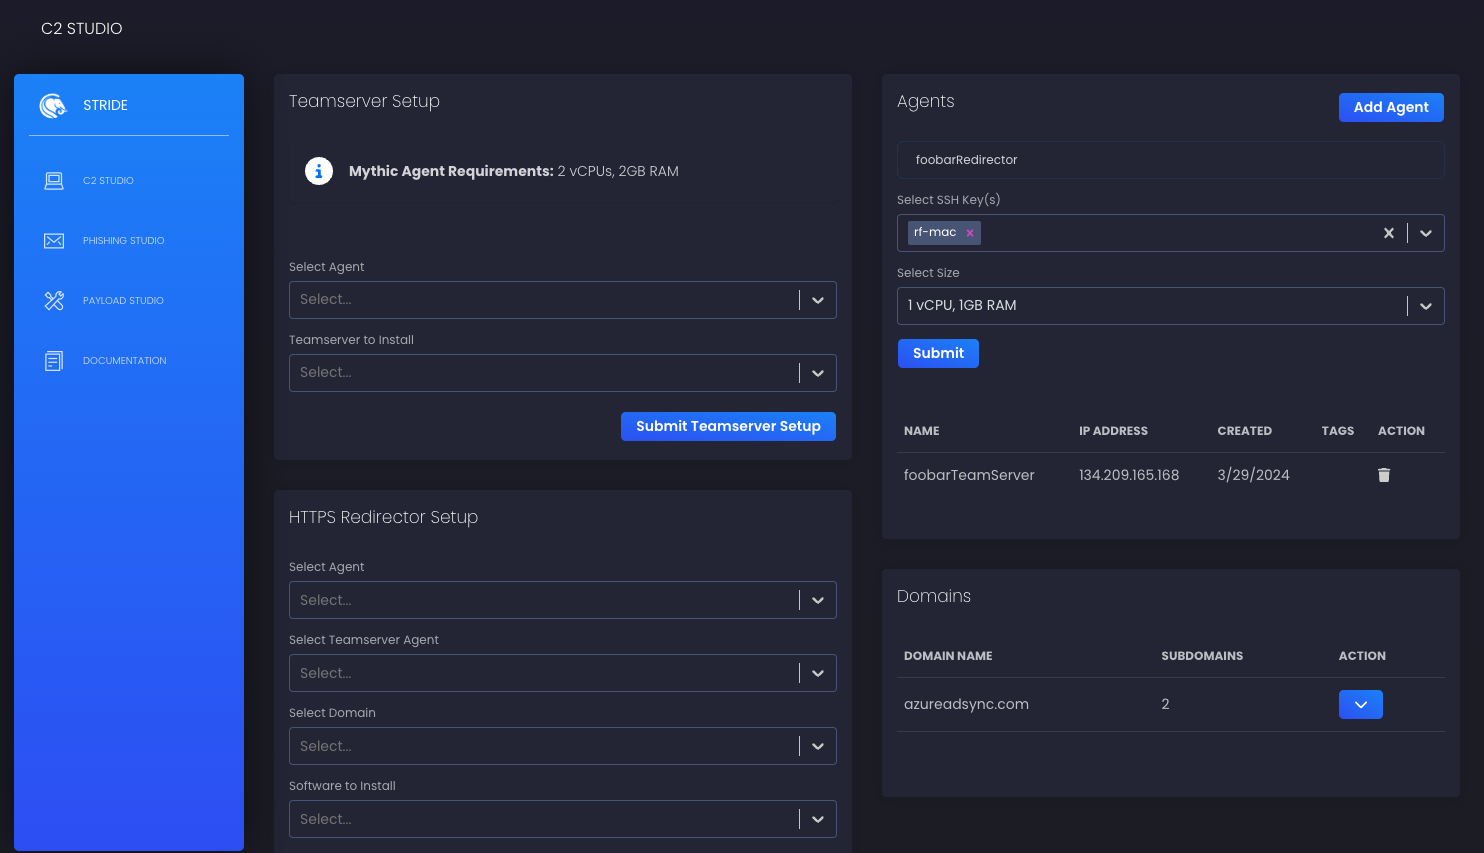 C2 STUDIO
STRIDE
C2 STUDIO
PHISHING STUDIO
PAYLOAD STUDIO
DOCUMENTATION
Teamserver Setup
Mythic Agent Requirements: 2 vCPUs, 2GB RAM
Select Agent
Select...
Teamserver to Install
Select...
Submit Teamserver Setup
HTTPS Redirector Setup
Select Agent
Select...
Select Teamserver Agent
Select...
Select Domain
Select...
Software to Install
Select...
Agents
Add Agent
foobarRedirector
Select SSH Key(s)
rf-mac
Select Size
1 vCPU, 1GB RAM
Submit
NAME IP ADDRESS CREATED TAGS ACTION
foobarTeamServer 134.209.165.168 3/29/2024
Domains
DOMAIN NAME SUBDOMAINS ACTION
azureadsync.com 2